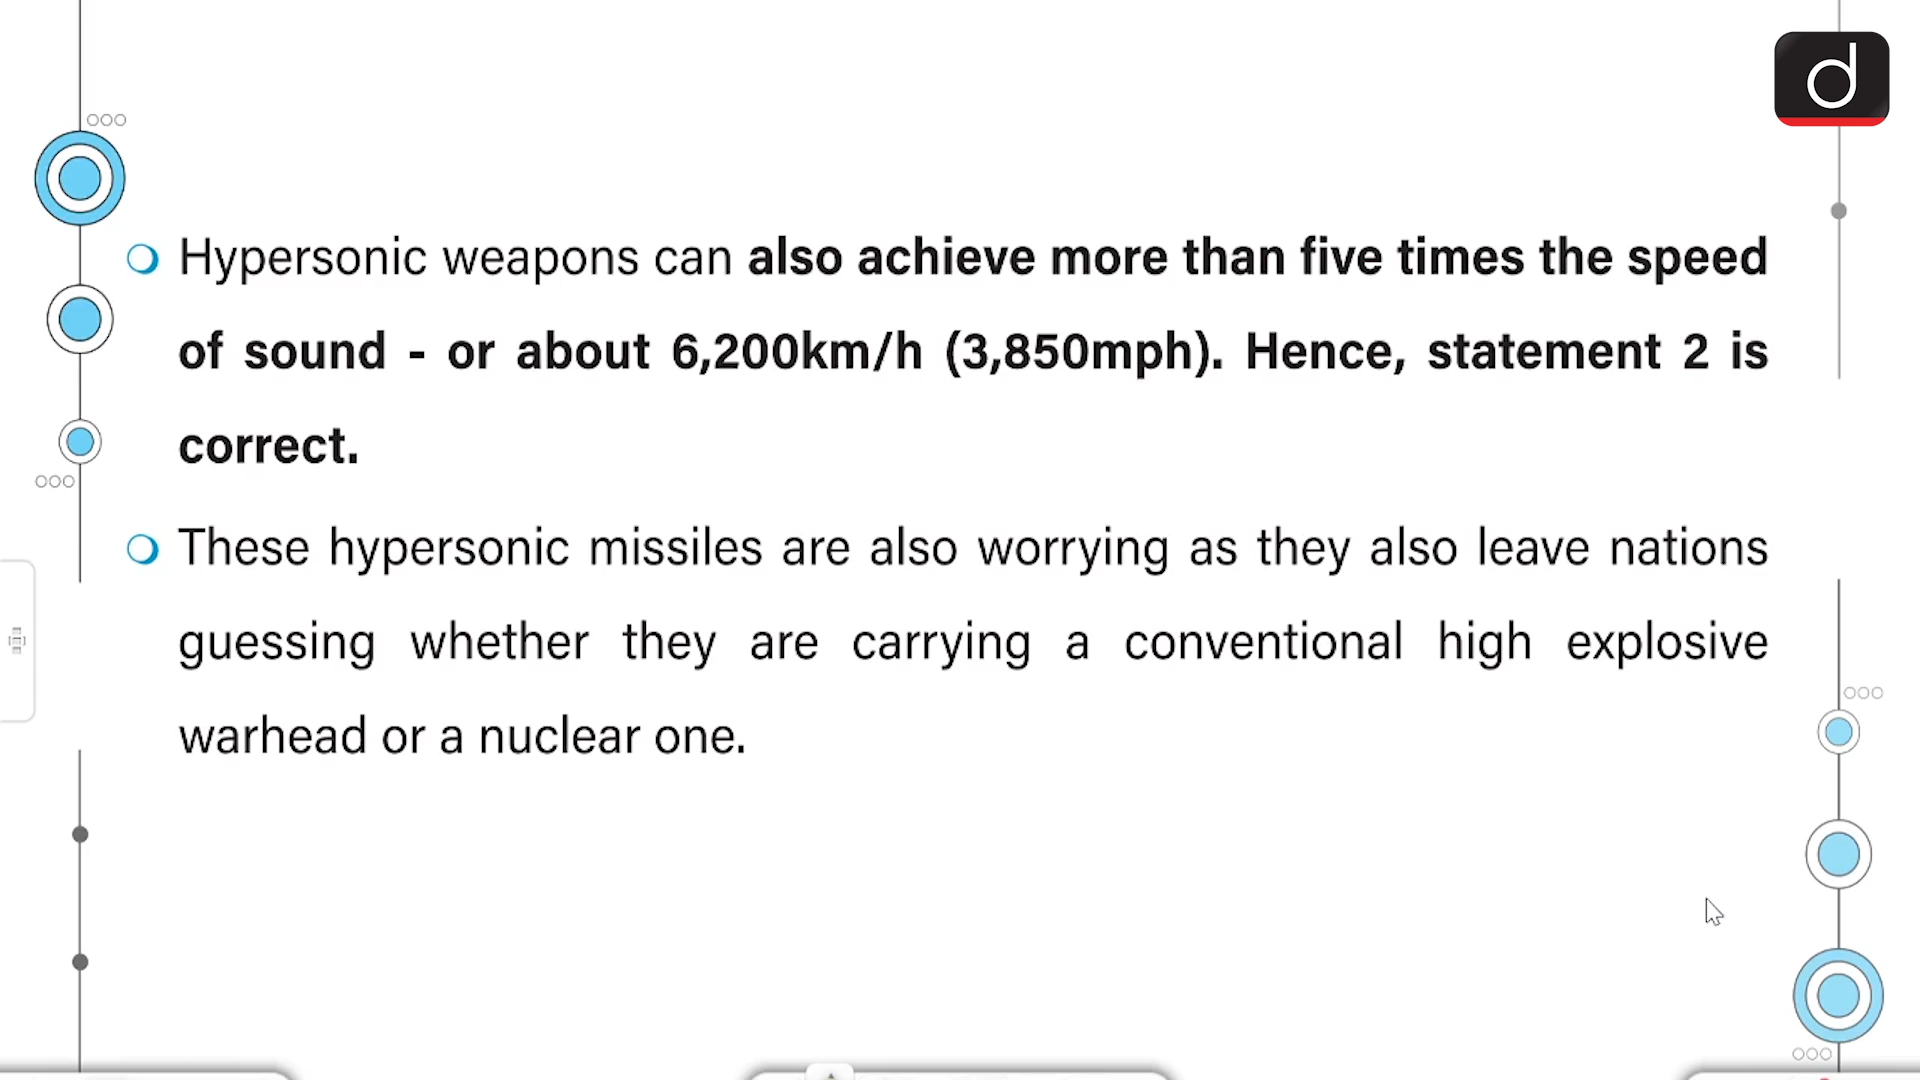 d
Hypersonic weapons can also achieve more than five times the speed
of sound - or about 6,200km/h (3,850mph). Hence, statement 2 is
correct.
These hypersonic missiles are also worrying as they also leave nations
guessing whether they are carrying a conventional high explosive
warhead or a nuclear one.